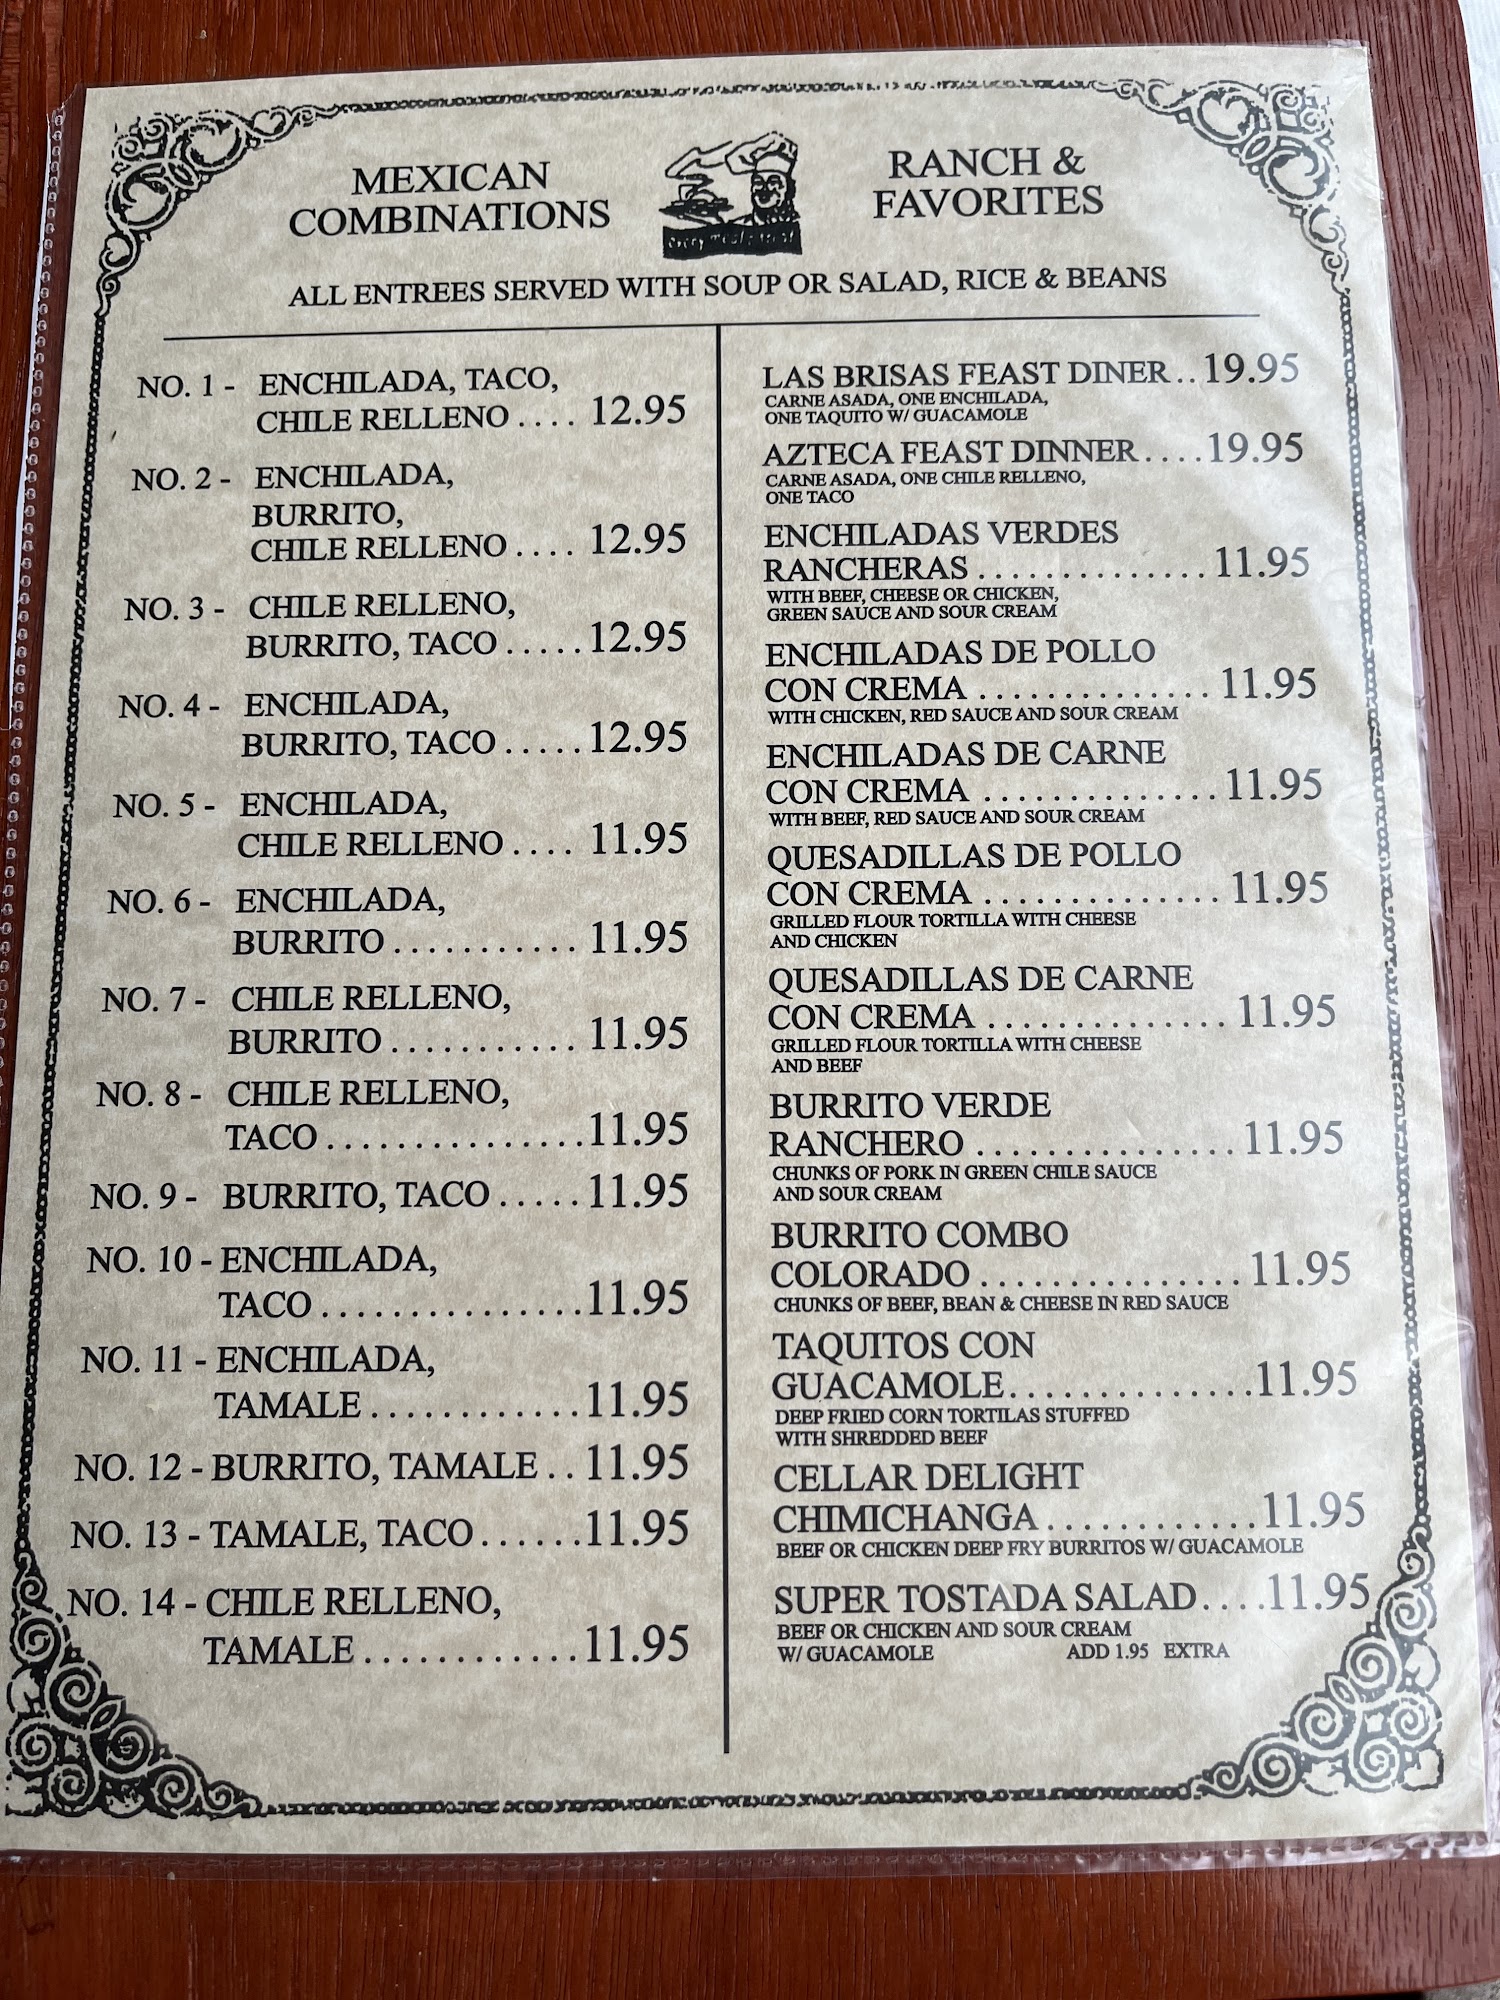 MEXICAN
COMBINATIONS
RANCH &
FAVORITES
ALL ENTREES SERVED WITH SOUP OR SALAD, RICE & BEANS
NO. 1 - ENCHILADA, TACO,
CHILE RELLENO .... 12.95
NO. 2 - ENCHILADA,
BURRITO,
CHILE RELLENO .... 12.95
NO. 3 - CHILE RELLENO,
BURRITO, TACO ..... 12.95
NO. 4 - ENCHILADA,
BURRITO, TACO ..... 12.95
NO. 5 - ENCHILADA,
CHILE RELLENO .... 11.95
NO. 6 - ENCHILADA,
BURRITO ........... 11.95
NO. 7 - CHILE RELLENO,
BURRITO ........... 11.95
NO. 8 - CHILE RELLENO,
TACO ............... 11.95
NO. 9 - BURRITO, TACO ..... 11.95
NO. 10 - ENCHILADA,
TACO ............... 11.95
NO. 11 - ENCHILADA,
TAMALE ............ 11.95
NO. 12 - BURRITO, TAMALE .. 11.95
NO. 13 - TAMALE, TACO ...... 11.95
NO. 14 - CHILE RELLENO,
TAMALE ............ 11.95
LAS BRISAS FEAST DINER.. 19.95
CARNE ASADA, ONE ENCHILADA,
ONE TAQUITO W/ GUACAMOLE
AZTECA FEAST DINNER.... 19.95
CARNE ASADA, ONE CHILE RELLENO,
ONE TACO
ENCHILADAS VERDES
RANCHERAS .............. 11.95
WITH BEEF, CHEESE OR CHICKEN,
GREEN SAUCE AND SOUR CREAM
ENCHILADAS DE POLLO
CON CREMA .............. 11.95
WITH CHICKEN, RED SAUCE AND SOUR CREAM
ENCHILADAS DE CARNE
CON CREMA .............. 11.95
WITH BEEF, RED SAUCE AND SOUR CREAM
QUESADILLAS DE POLLO
CON CREMA .............. 11.95
GRILLED FLOUR TORTILLA WITH CHEESE
AND CHICKEN
QUESADILLAS DE CARNE
CON CREMA .............. 11.95
GRILLED FLOUR TORTILLA WITH CHEESE
AND BEEF
BURRITO VERDE
RANCHERO ............... 11.95
CHUNKS OF PORK IN GREEN CHILE SAUCE
AND SOUR CREAM
BURRITO COMBO
COLORADO ............... 11.95
CHUNKS OF BEEF, BEAN & CHEESE IN RED SAUCE
TAQUITOS CON
GUACAMOLE.............. 11.95
DEEP FRIED CORN TORTILAS STUFFED
WITH SHREDDED BEEF
CELLAR DELIGHT
CHIMICHANGA ............ 11.95
BEEF OR CHICKEN DEEP FRY BURRITOS W/ GUACAMOLE
SUPER TOSTADA SALAD.... 11.95
BEEF OR CHICKEN AND SOUR CREAM
W/ GUACAMOLE ADD 1.95 EXTRA